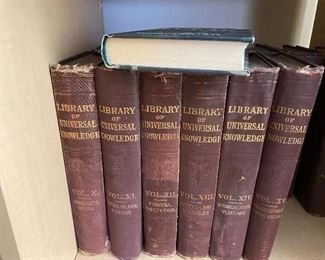 LIBRARY
OF
UNIVERSAL
KNOWLEDGE
VOL. X.
LIBRARY
OF
UNIVERSAL
KNOWLEDGE
VOL. XI.
LIBRARY
OF
UNIVERSAL
KNOWLEDGE
VOL. XII.
LIBRARY
OF
UNIVERSAL
KNOWLEDGE
VOL. XIII.
LIBRARY
OF
UNIVERSAL
KNOWLEDGE
VOL. XIV.
LIBRARY
OF
UNIVERSAL
KNOWLEDGE
VOL. XV.